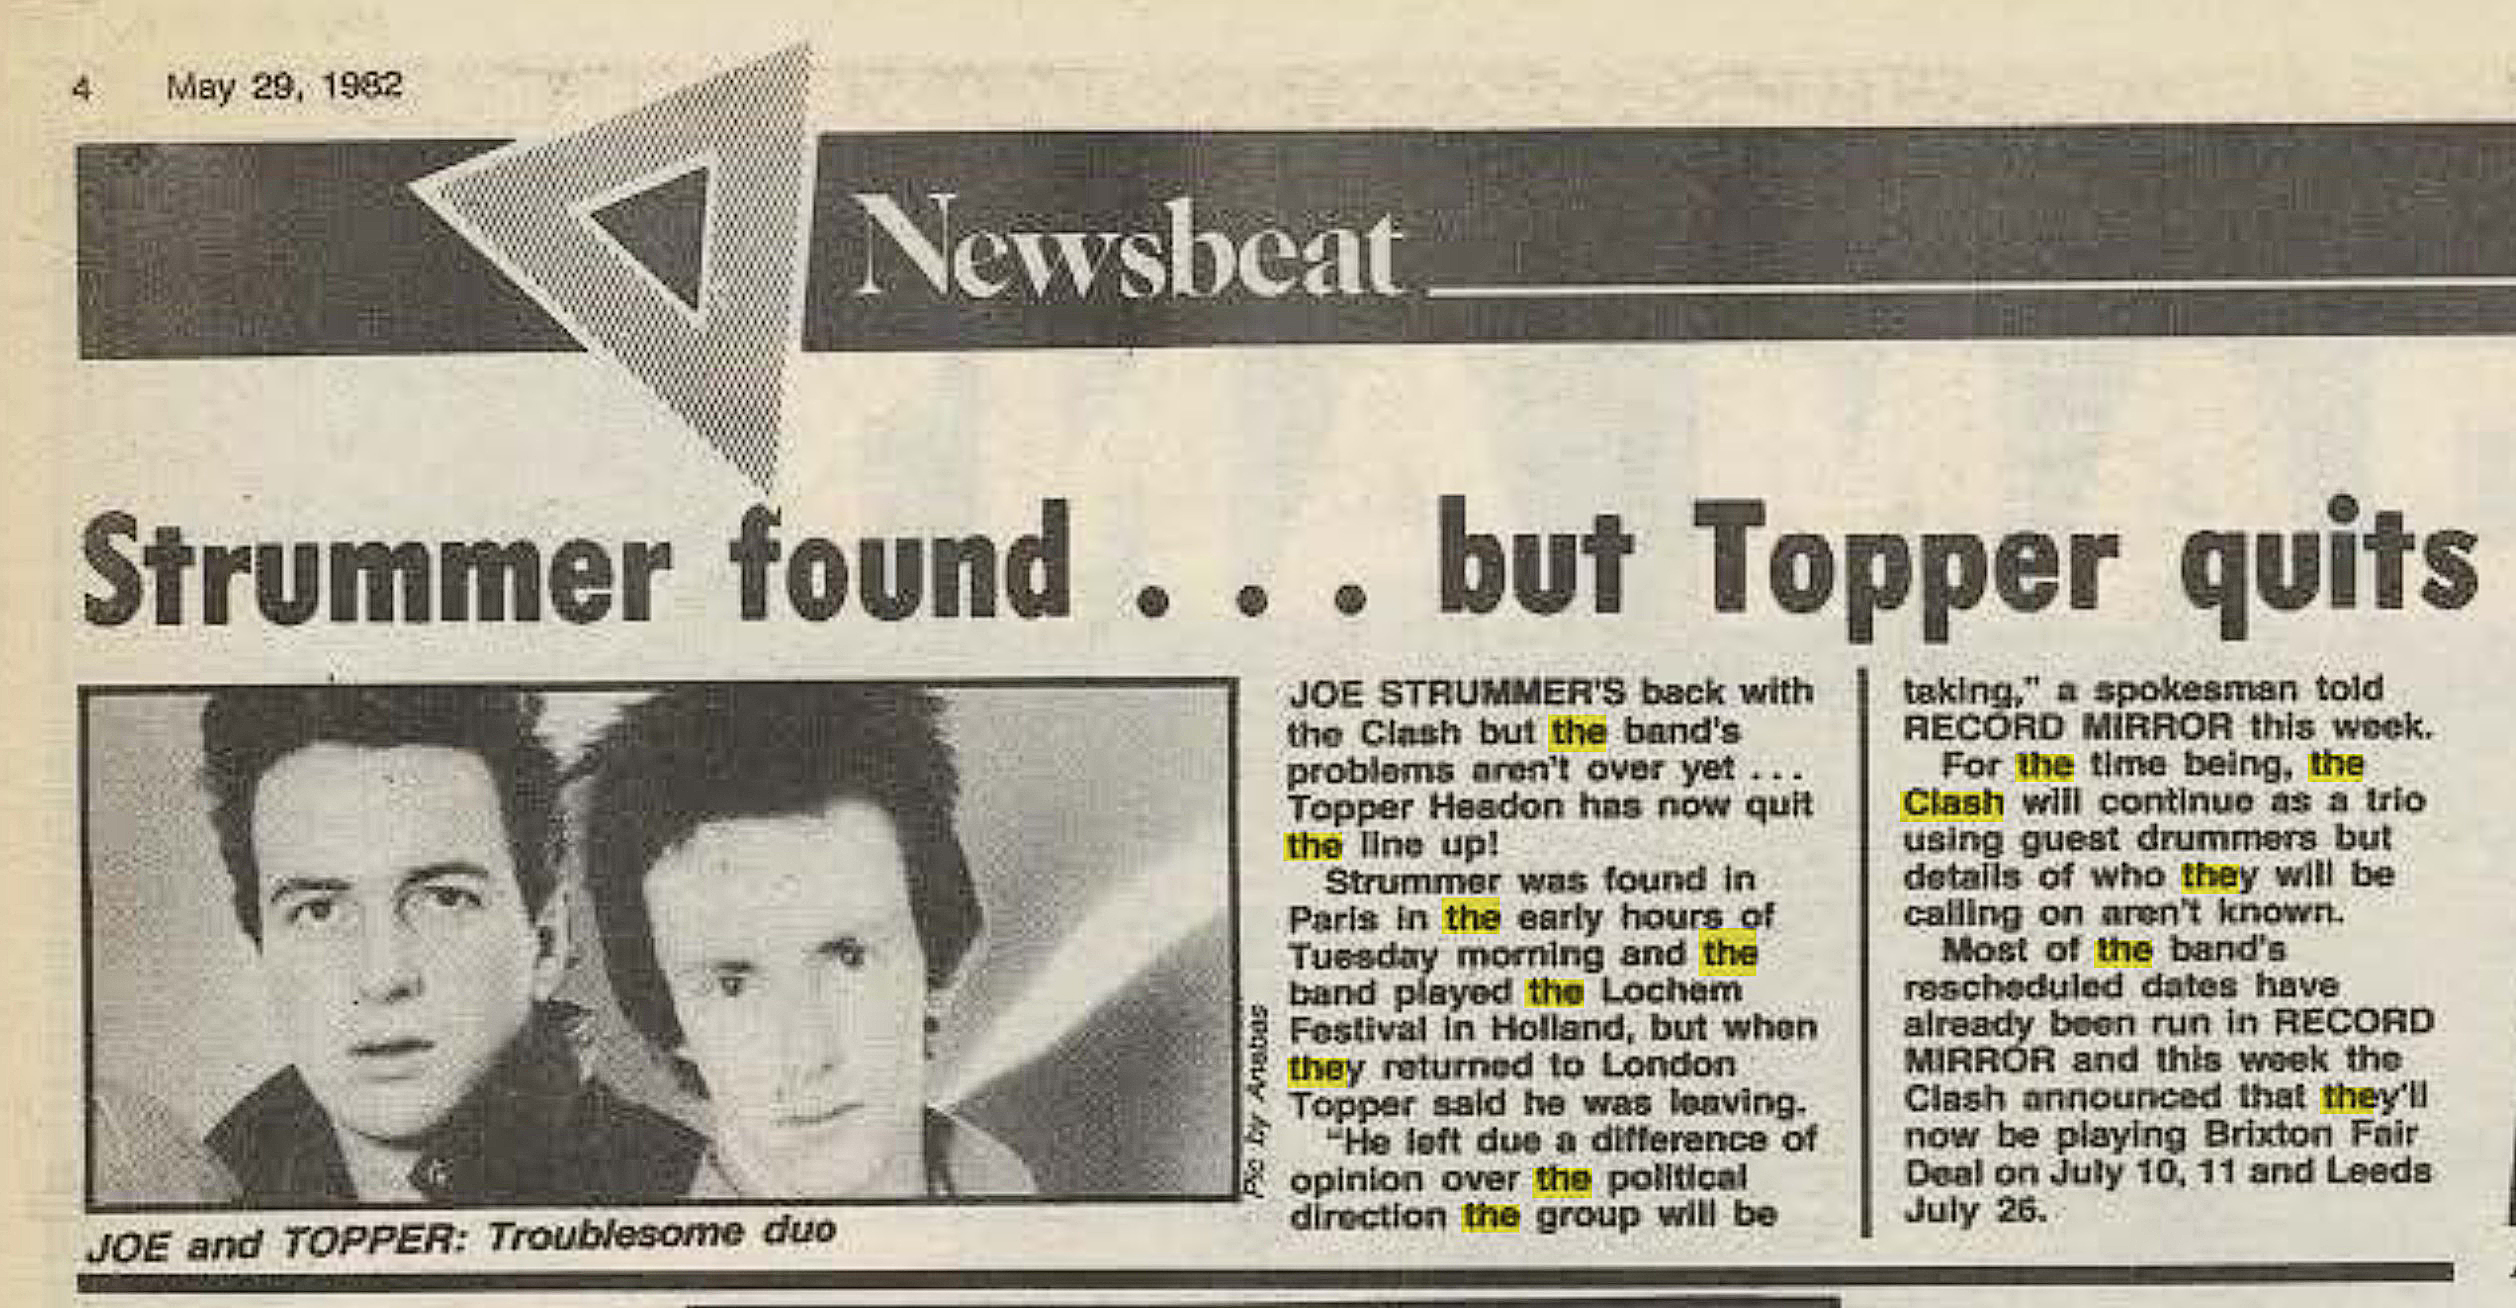 4 May 29, 1982
Newsbeat
Strummer found . . . but Topper quits
JOE and TOPPER: Troublesome duo
Pic by Anabas
JOE STRUMMER'S back with
the Clash but the band's
problems aren't over yet ...
Topper Headon has now quit
the line up!
Strummer was found in
Paris in the early hours of
Tuesday morning and the
band played the Lochem
Festival in Holland, but when
they returned to London
Topper said he was leaving.
"He left due a difference of
opinion over the political
direction the group will be
taking," a spokesman told
RECORD MIRROR this week.
For the time being, the
Clash will continue as a trio
using guest drummers but
details of who they will be
calling on aren't known.
Most of the band's
rescheduled dates have
already been run in RECORD
MIRROR and this week the
Clash announced that they'll
now be playing Brixton Fair
Deal on July 10, 11 and Leeds
July 26.